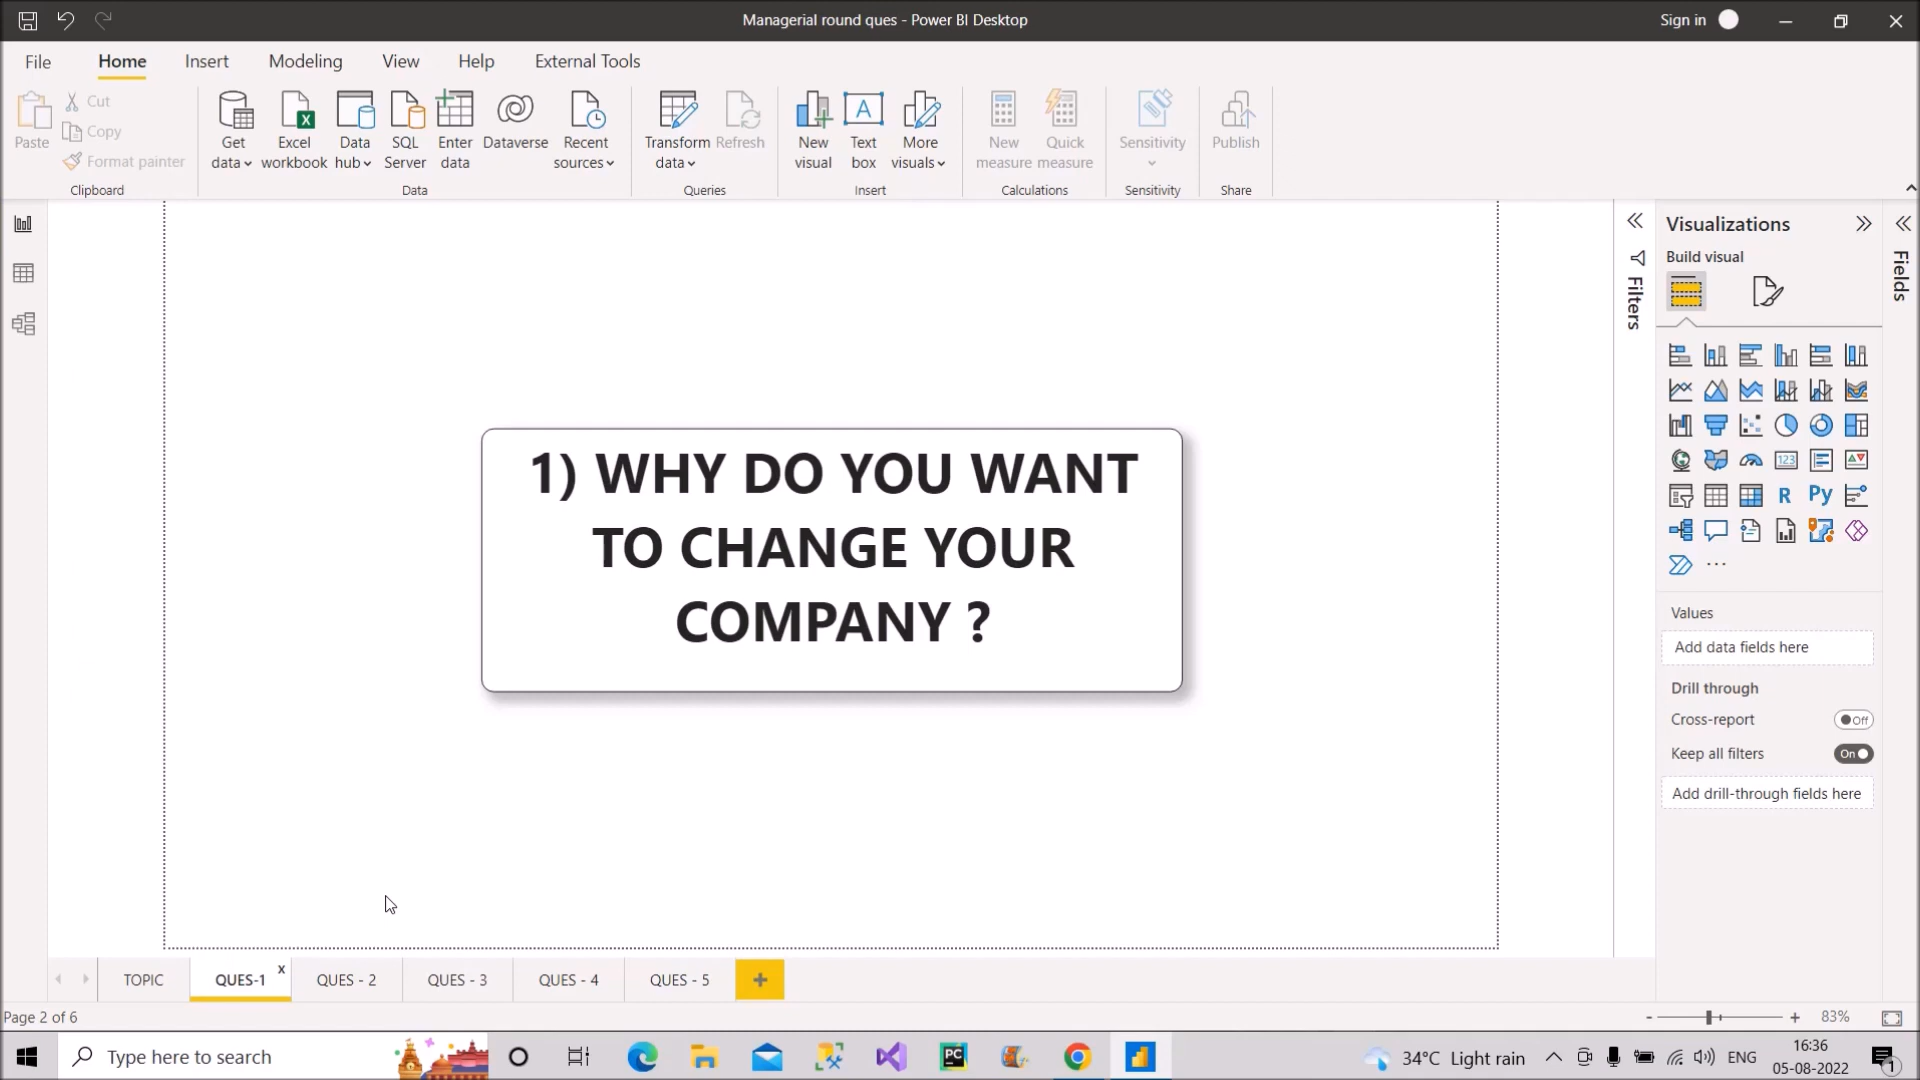 Managerial round ques - Power BI Desktop
Sign in
File Home Insert Modeling View Help External Tools
Paste
Cut
Copy
Format painter
Clipboard
Get data
Excel workbook
Data hub
SQL Server
Enter data
Dataverse
Recent sources
Data
Transform data
Refresh
Queries
New visual
Text box
A
More visuals
Insert
New measure
Quick measure
Calculations
Sensitivity
Sensitivity
Publish
Share
1) WHY DO YOU WANT
TO CHANGE YOUR
COMPANY ?
Filters
Visualizations
Build visual
123
R Py
Values
Add data fields here
Drill through
Cross-report Off
Keep all filters On
Add drill-through fields here
Fields
TOPIC QUES-1 x QUES - 2 QUES - 3 QUES - 4 QUES - 5 +
Page 2 of 6
- + 83%
Type here to search
PC
34°C Light rain
ENG
16:36
05-08-2022
1